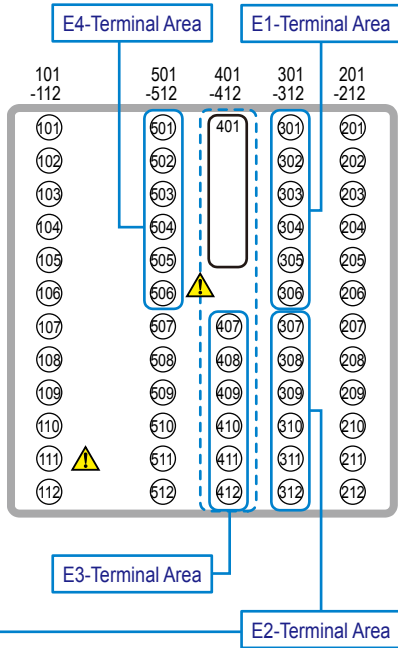 E4-Terminal Area E1-Terminal Area
101 501 401 301 201
-112 -512 -412 -312 -212
101 501 401 301 201
102 502 302 202
103 503 303 203
104 504 304 204
105 505 305 205
106 506 306 206
107 507 407 307 207
108 508 408 308 208
109 509 409 309 209
110 510 410 310 210
111 511 411 311 211
112 512 412 312 212
E3-Terminal Area
E2-Terminal Area